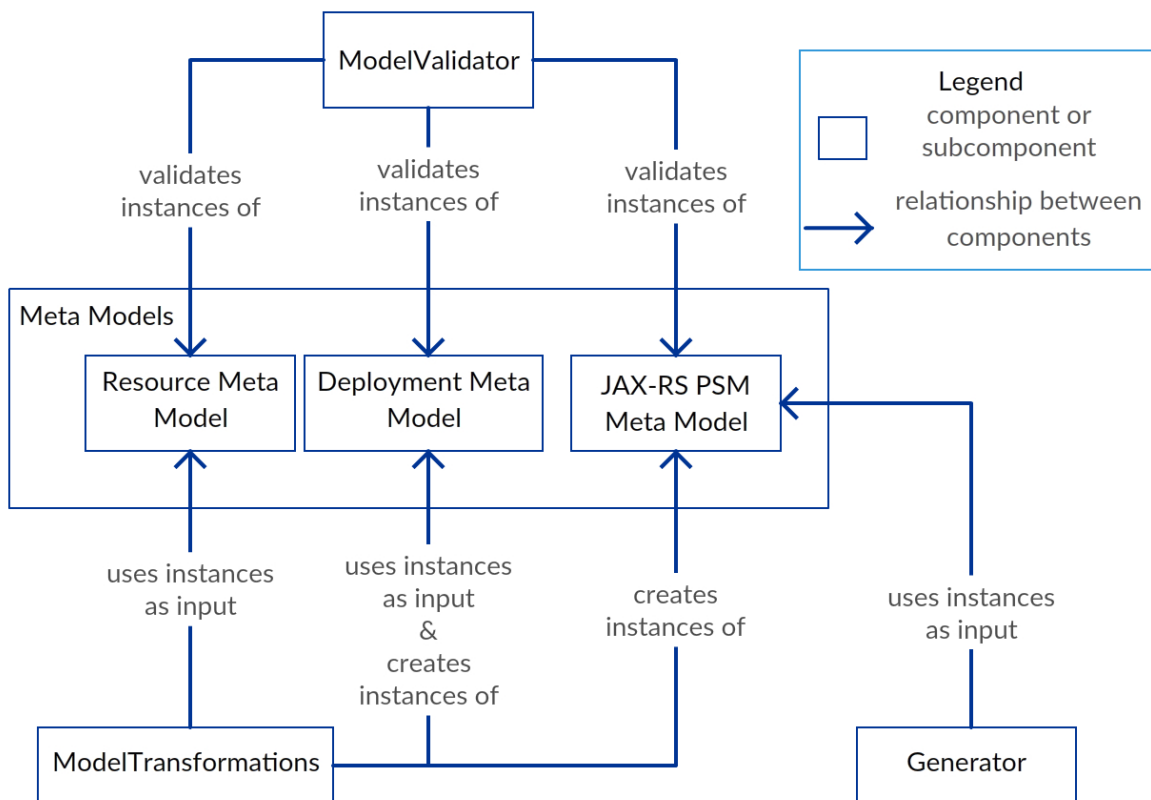 ModelValidator
Legend
component or
subcomponent
relationship between
components
validates
instances of
validates
instances of
validates
instances of
Meta Models
Resource Meta
Model
Deployment Meta
Model
JAX-RS PSM
Meta Model
uses instances
as input
uses instances
as input
&
creates
instances of
creates
instances of
uses instances
as input
ModelTransformations
Generator